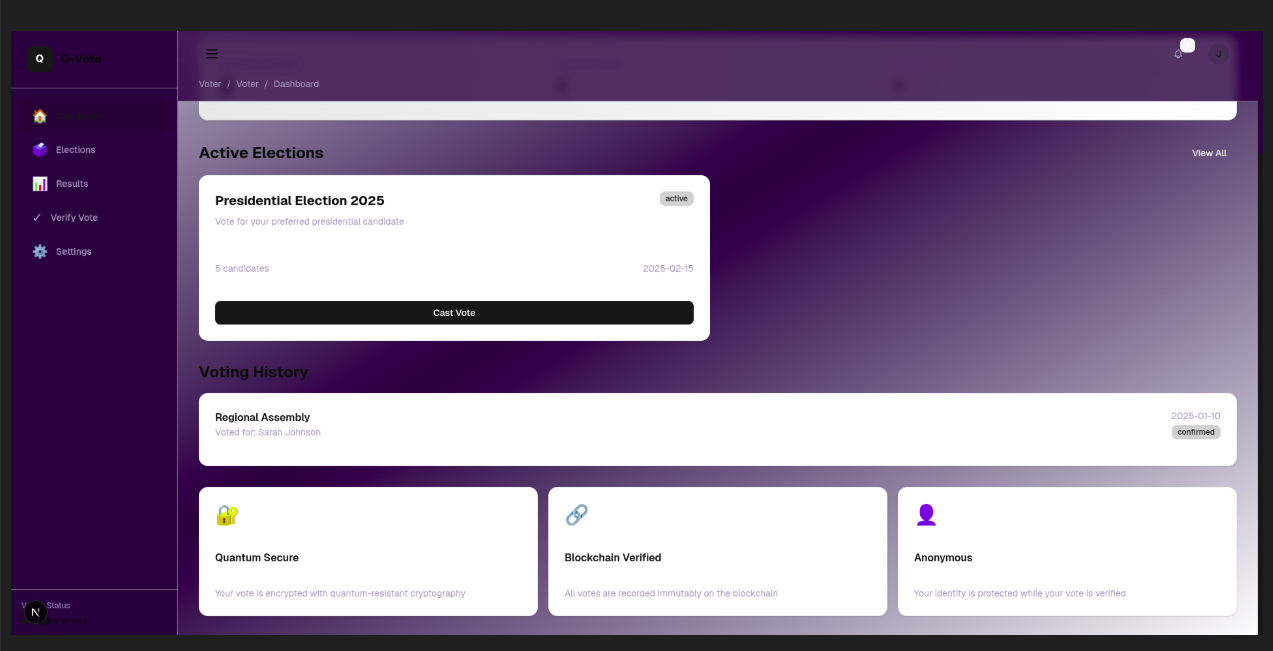 Q
Q-Vote
J
Voter / Voter / Dashboard
Elections
Results
✓ Verify Vote
Settings
Active Elections
View All
Presidential Election 2025
active
Vote for your preferred presidential candidate
5 candidates
2025-02-15
Cast Vote
Voting History
Regional Assembly
2025-01-10
Voted for: Sarah Johnson
confirmed
Quantum Secure
Your vote is encrypted with quantum-resistant cryptography
Blockchain Verified
All votes are recorded immutably on the blockchain
Anonymous
Your identity is protected while your vote is verified
Status
N
to Vote